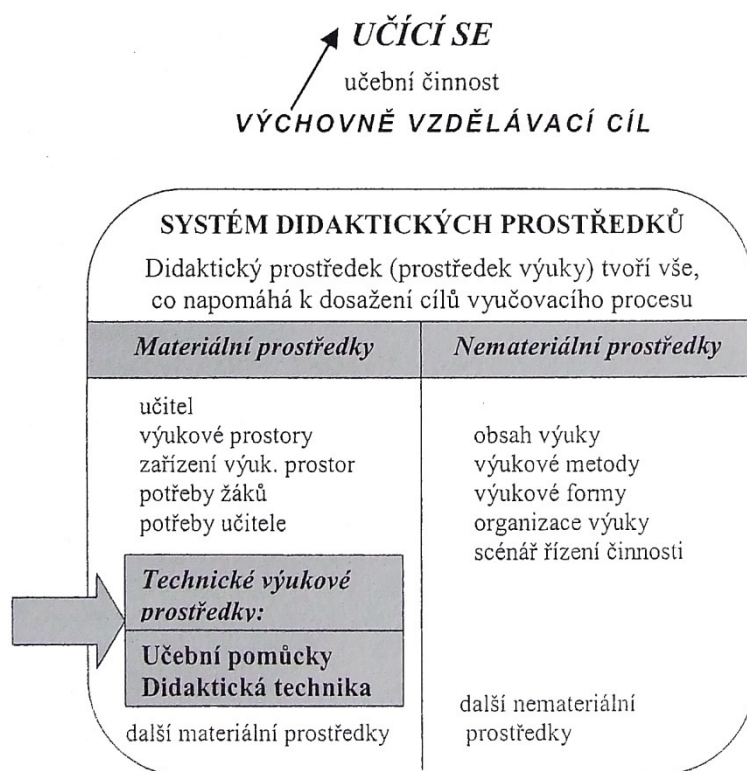 UČÍCÍ SE
učební činnost
VÝCHOVNĚ VZDĚLÁVACÍ CÍL
SYSTÉM DIDAKTICKÝCH PROSTŘEDKŮ
Didaktický prostředek (prostředek výuky) tvoří vše,
co napomáhá k dosažení cílů vyučovacího procesu
Materiální prostředky
učitel
výukové prostory
zařízení výuk. prostor
potřeby žáků
potřeby učitele
Technické výukové
prostředky:
Učební pomůcky
Didaktická technika
další materiální prostředky
Nemateriální prostředky
obsah výuky
výukové metody
výukové formy
organizace výuky
scénář řízení činnosti
další nemateriální
prostředky